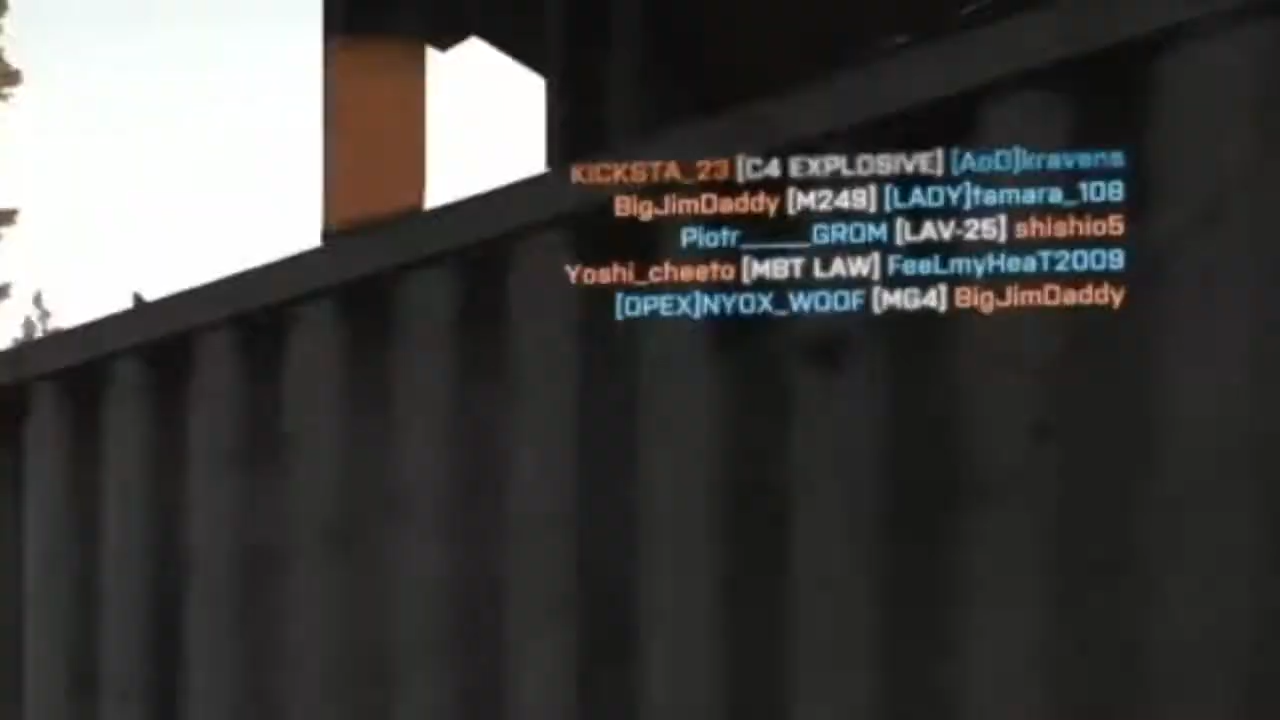 KICKSTA_23 [C4 EXPLOSIVE] [AoD]kravens
BigJimDaddy [M249] [LADY]tamara_108
Piotr_____GROM [LAV-25] shishio5
Yoshi_cheeto [MBT LAW] FeeLmyHeaT2009
[OPEX]NYOX_WOOF [MG4] BigJimDaddy